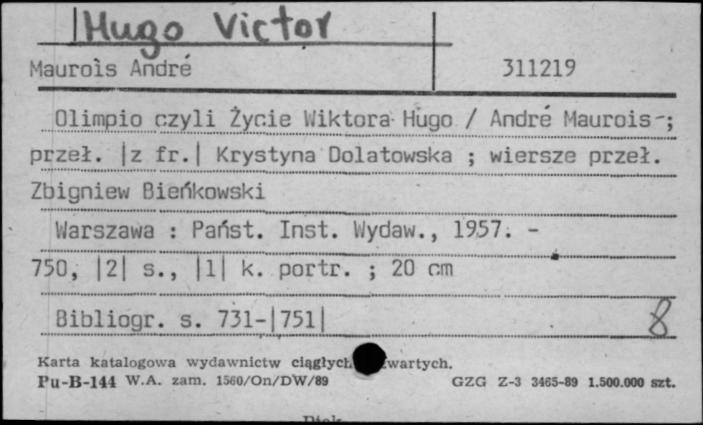 |Hugo Victor
Maurois André 311219
Olimpio czyli Życie Wiktora Hugo / André Maurois ;
przeł. |z fr.| Krystyna Dolatowska ; wiersze przeł.
Zbigniew Bieńkowski
Warszawa : Państ. Inst. Wydaw., 1957. -
750, |2| s., |1| k. portr. ; 20 cm
Bibliogr. s. 731-|751| 8
Karta katalogowa wydawnictw ciągłych wartych.
Pu-B-144 W.A. zam. 1560/On/DW/89 GZG Z-3 3465-89 1.500.000 szt.